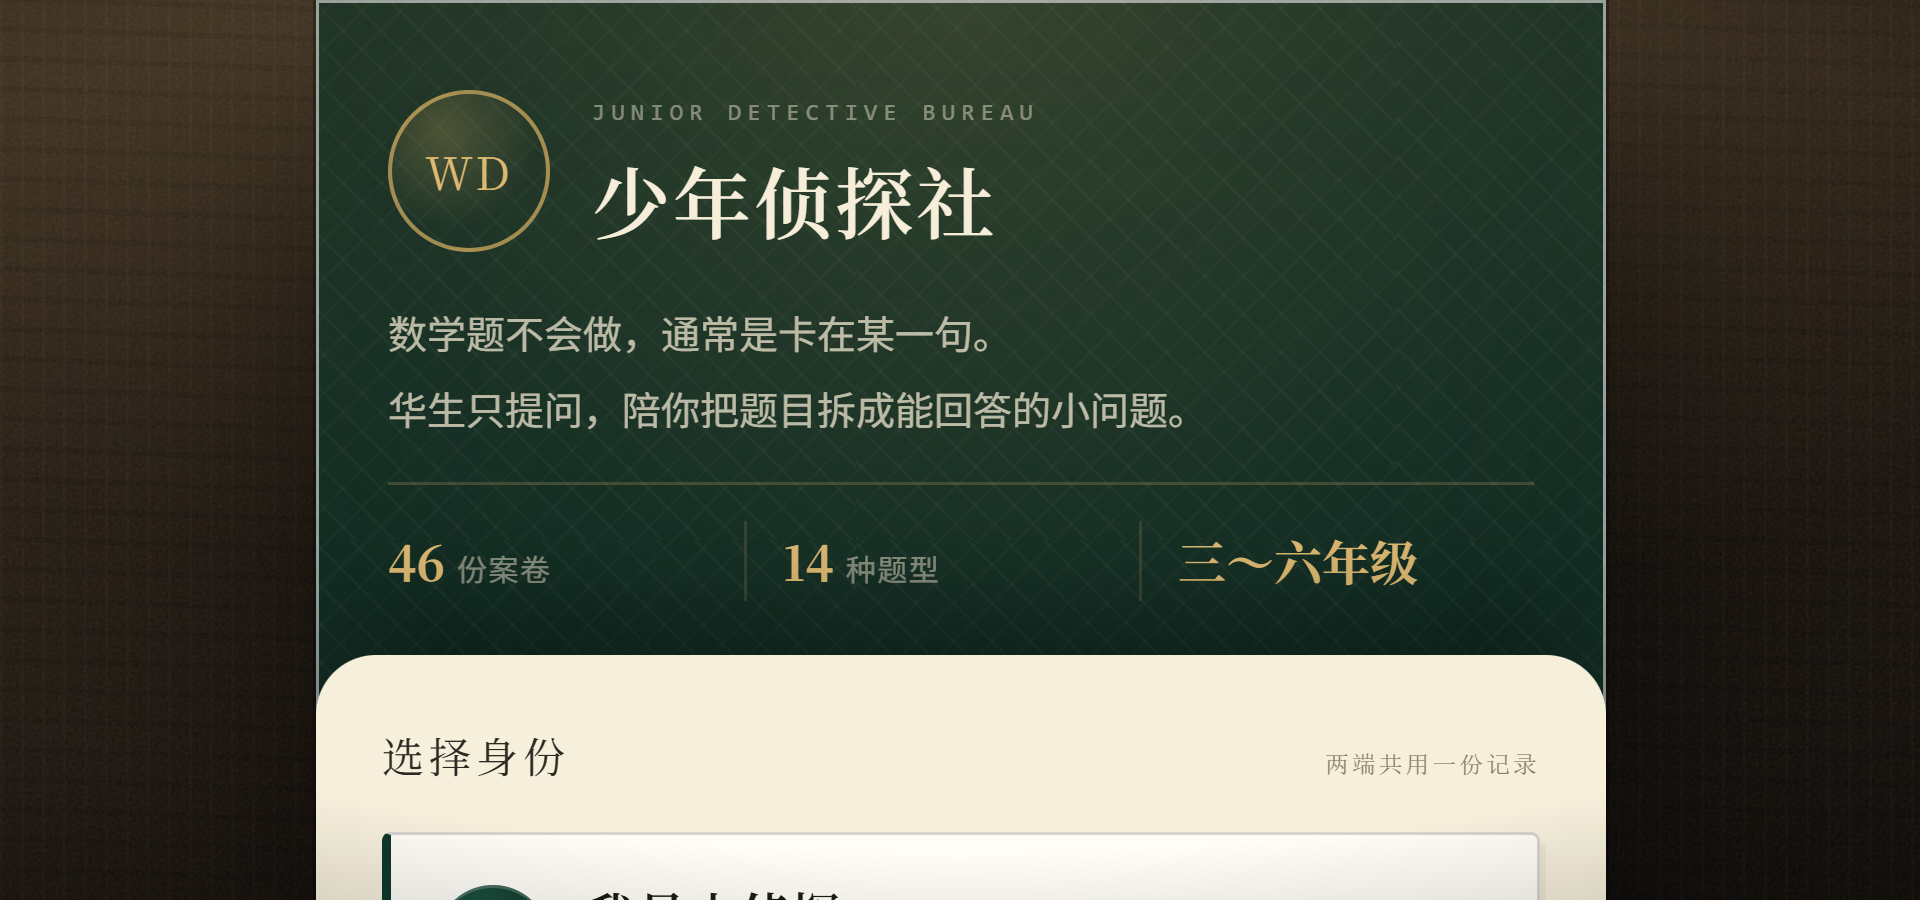 WD
JUNIOR DETECTIVE BUREAU
少年侦探社
数学题不会做，通常是卡在某一句。
华生只提问，陪你把题目拆成能回答的小问题。
46 份案卷
14 种题型
三～六年级
选择身份
两端共用一份记录